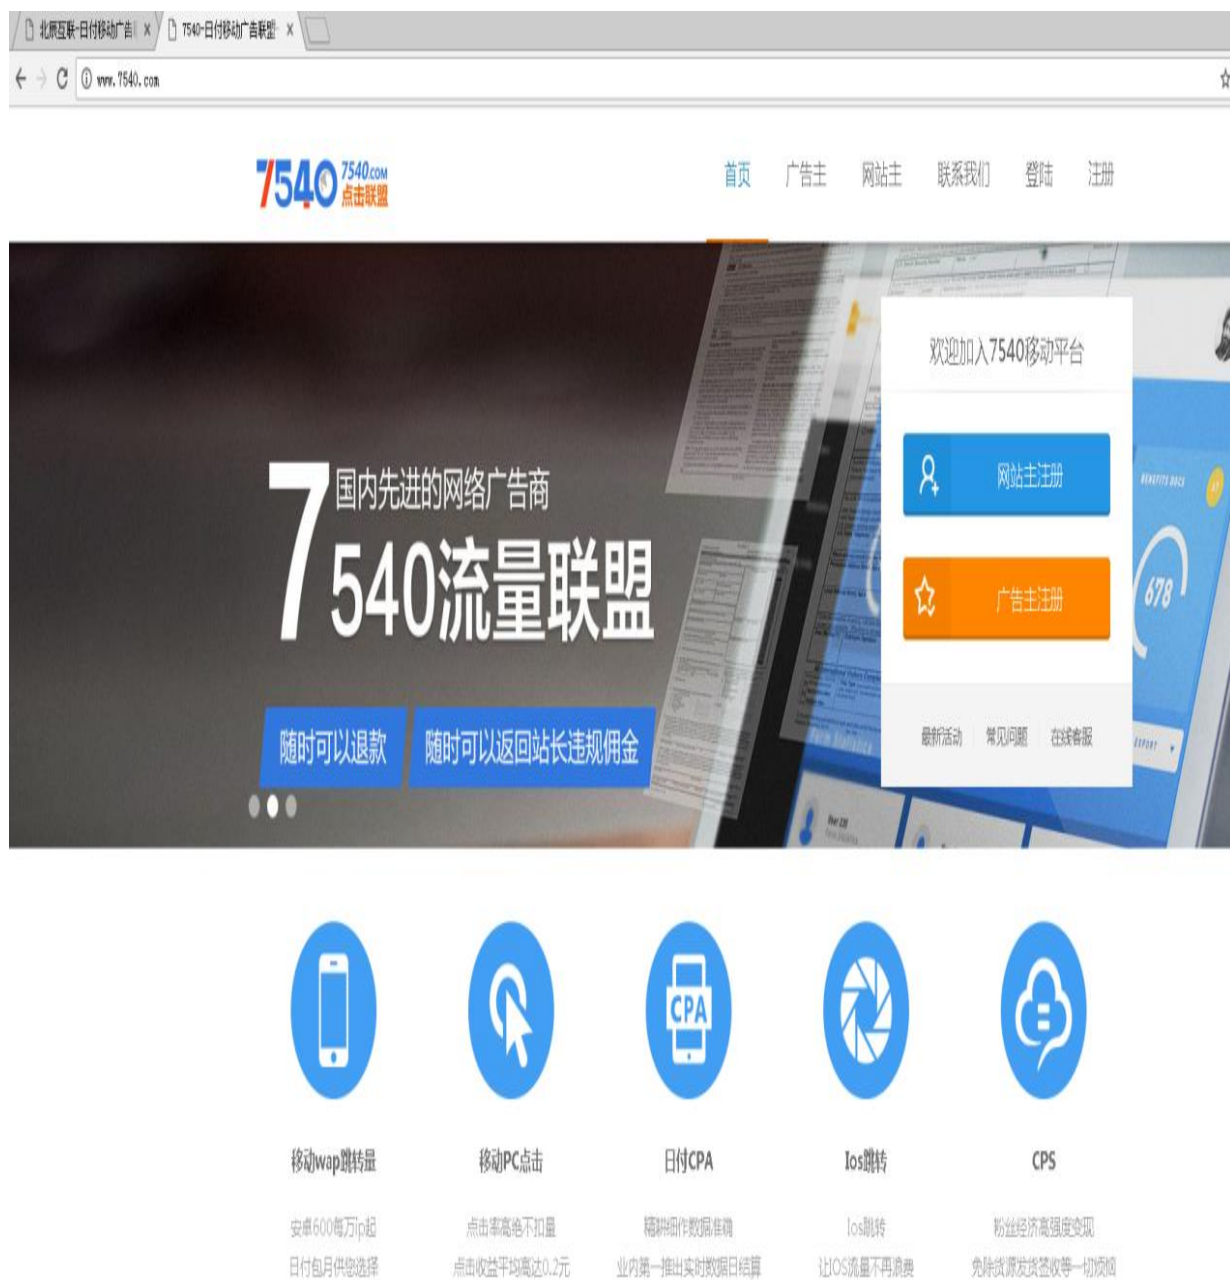 北辰互联-日付移动广告
7540-日付移动广告联盟-
www.7540.com
7540 7540.COM
点击联盟
首页 广告主 网站主 联系我们 登陆 注册
欢迎加入7540移动平台
网站主注册
广告主注册
最新活动 常见问题 在线客服
国内先进的网络广告商
7540流量联盟
随时可以退款 随时可以返回站长违规佣金
BENEFITS DOCS
678
EXPORT
移动wap跳转量 移动PC点击 日付CPA Ios跳转 CPS
CPA
安卓600每万ip起 点击率高绝不扣量 精耕细作数据准确 Ios跳转 粉丝经济高强度变现
日付包月供您选择 点击收益平均高达0.2元 业内第一推出实时数据日结算 让IOS流量不再浪费 免除货源发货签收等一切烦恼